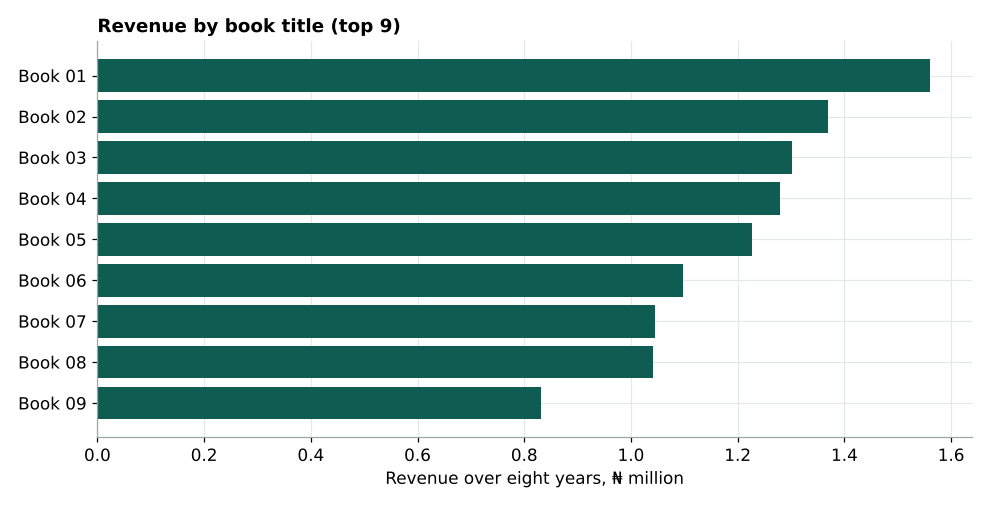 Revenue by book title (top 9)
Book 01
Book 02
Book 03
Book 04
Book 05
Book 06
Book 07
Book 08
Book 09
0.0 0.2 0.4 0.6 0.8 1.0 1.2 1.4 1.6
Revenue over eight years, ₦ million